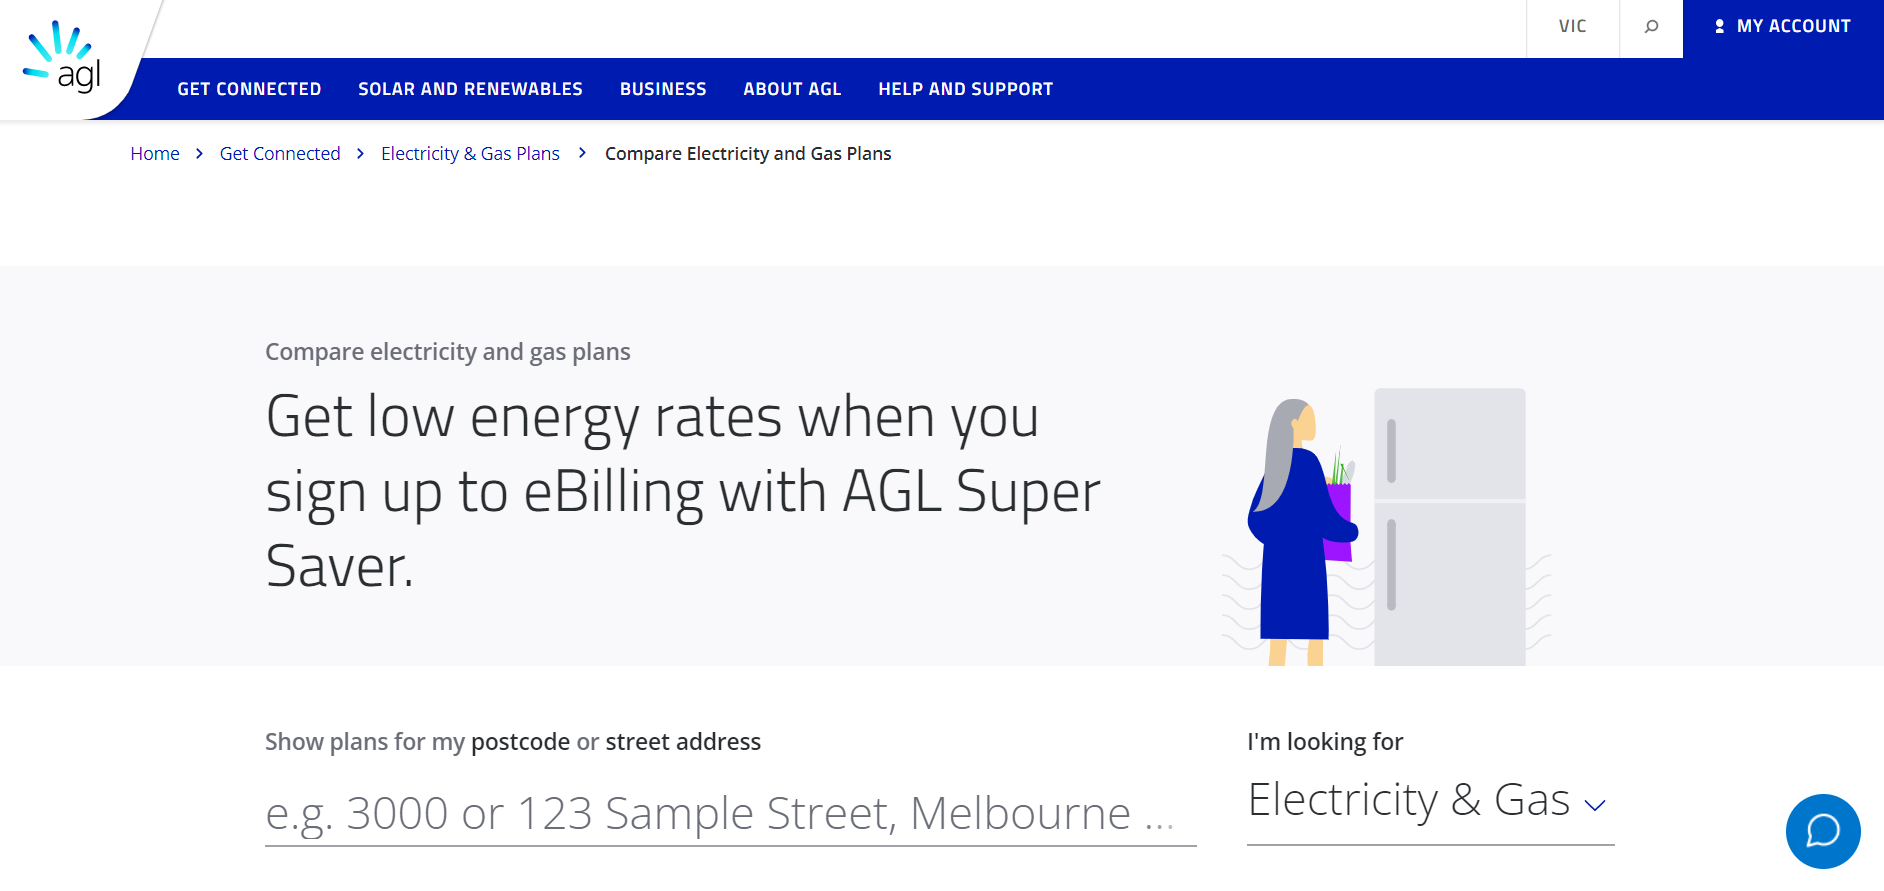 agl
VIC
MY ACCOUNT
GET CONNECTED SOLAR AND RENEWABLES BUSINESS ABOUT AGL HELP AND SUPPORT
Home > Get Connected > Electricity & Gas Plans > Compare Electricity and Gas Plans
Compare electricity and gas plans
Get low energy rates when you
sign up to eBilling with AGL Super
Saver.
Show plans for my postcode or street address
e.g. 3000 or 123 Sample Street, Melbourne ...
I'm looking for
Electricity & Gas